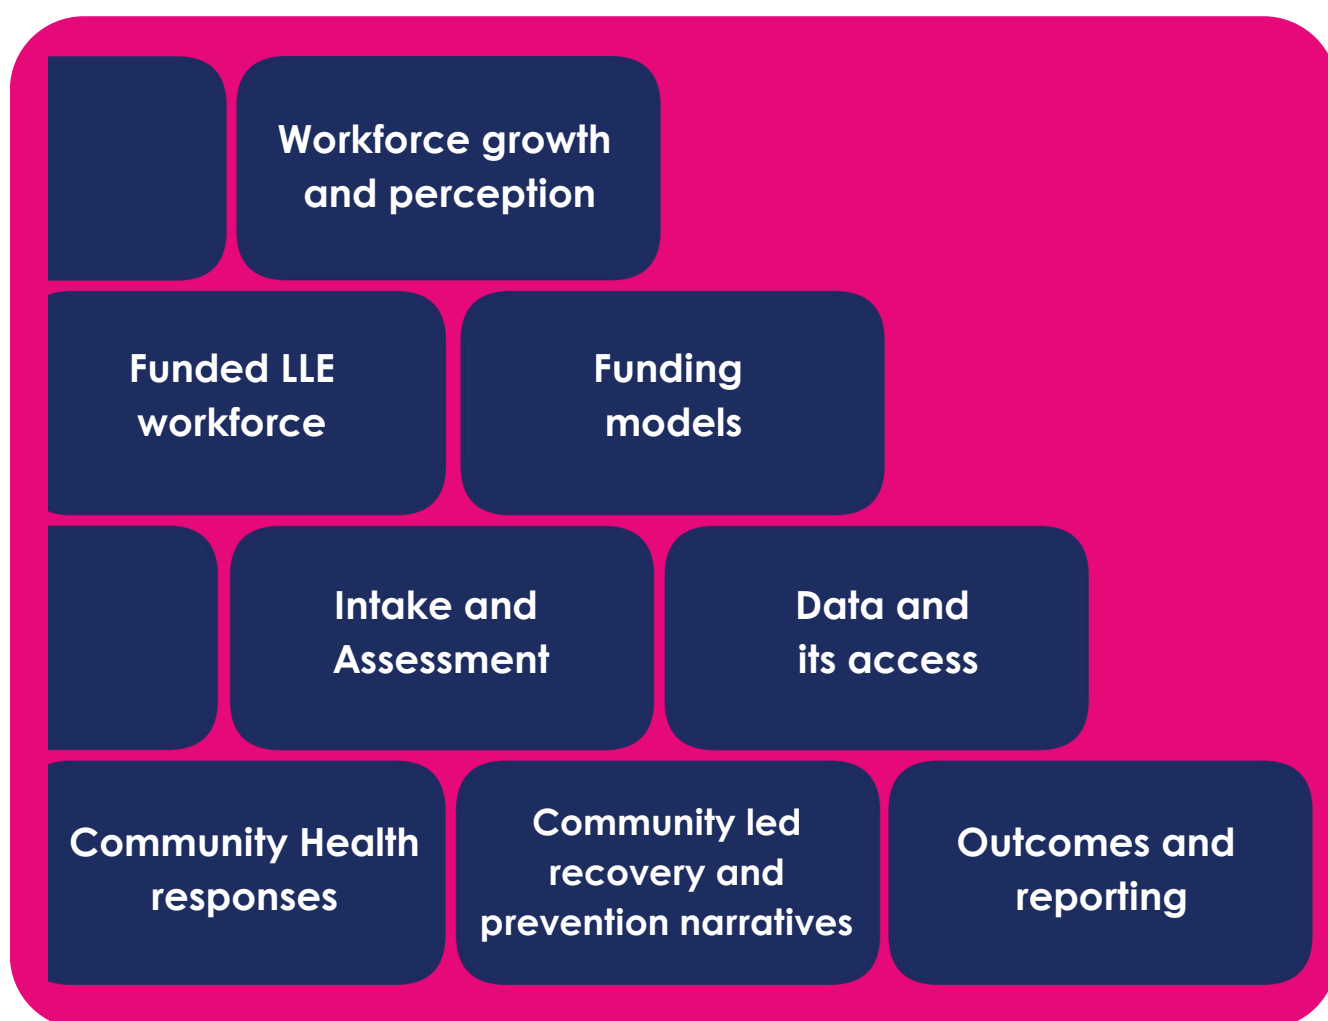 Workforce growth
and perception
Funded LLE
workforce
Funding
models
Intake and
Assessment
Data and
its access
Community Health
responses
Community led
recovery and
prevention narratives
Outcomes and
reporting